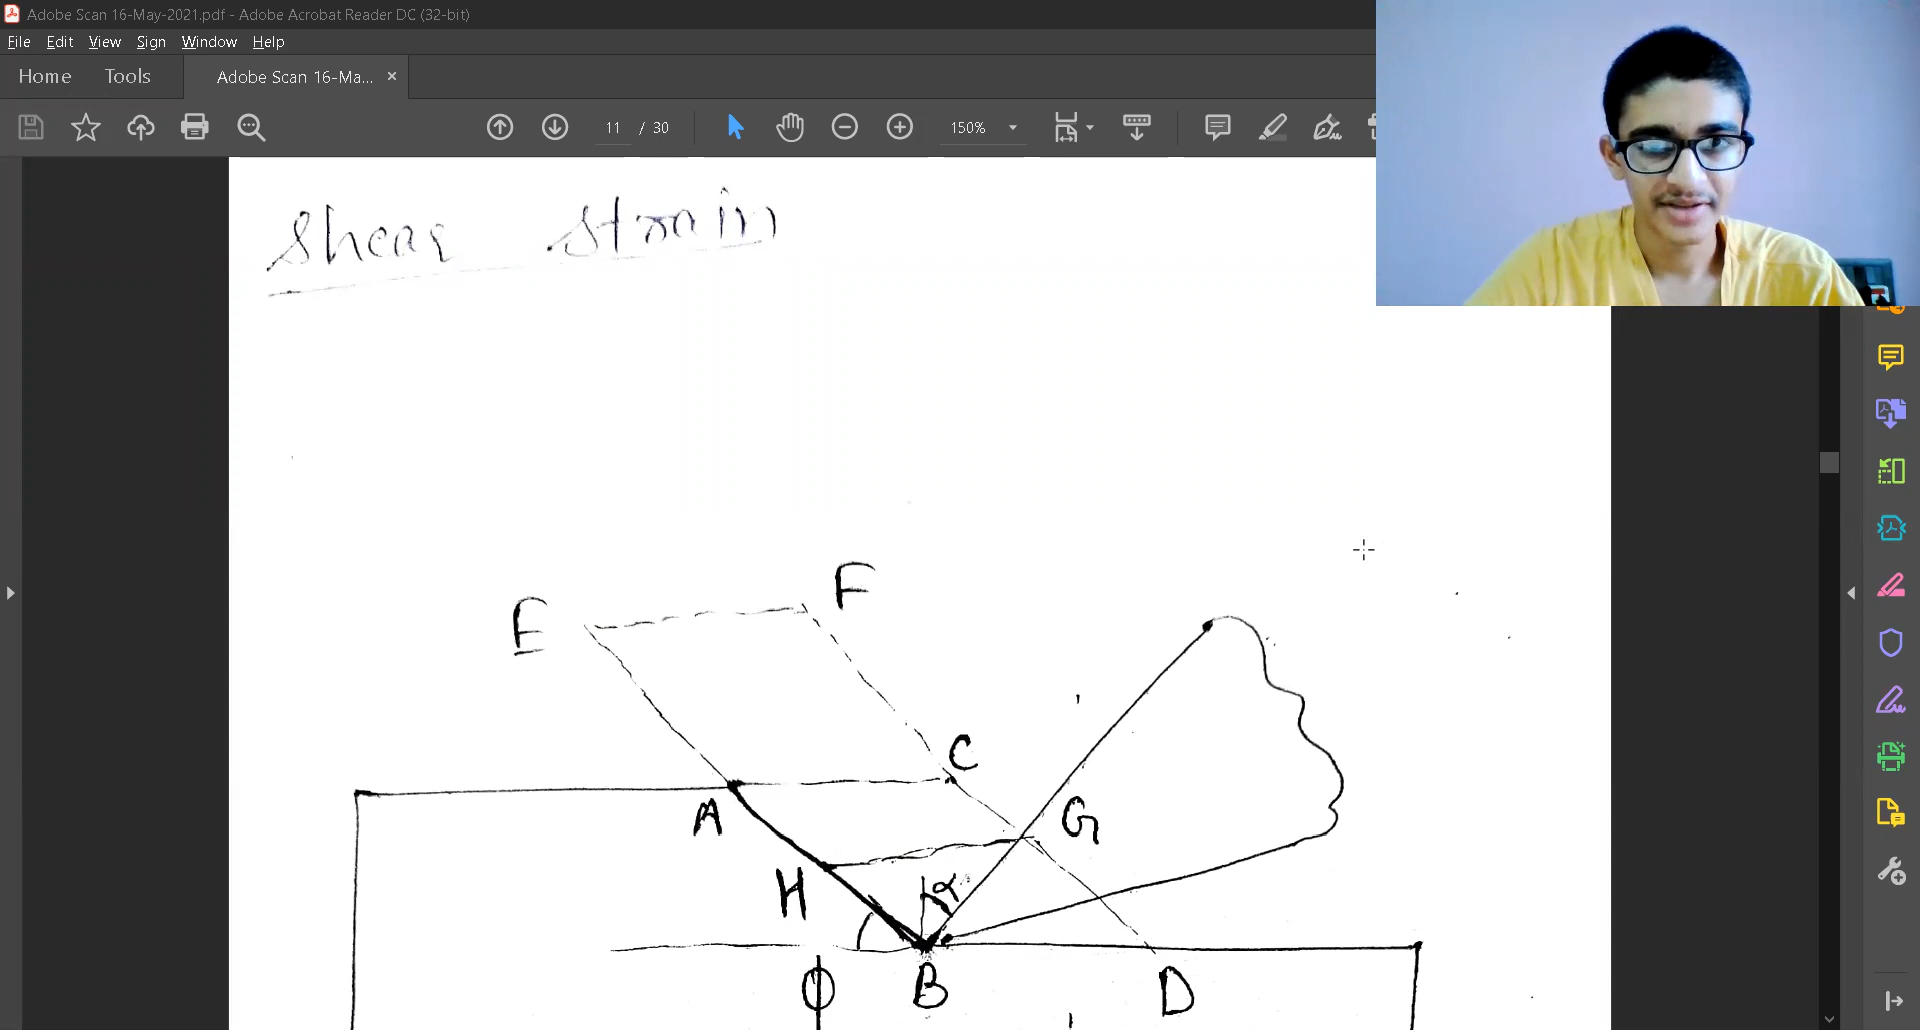 Adobe Scan 16-May-2021.pdf - Adobe Acrobat Reader DC (32-bit)
File Edit View Sign Window Help
Home Tools Adobe Scan 16-Ma... ×
11 / 30 150%
Shear strain
E F
C
A G
H α
Φ B D